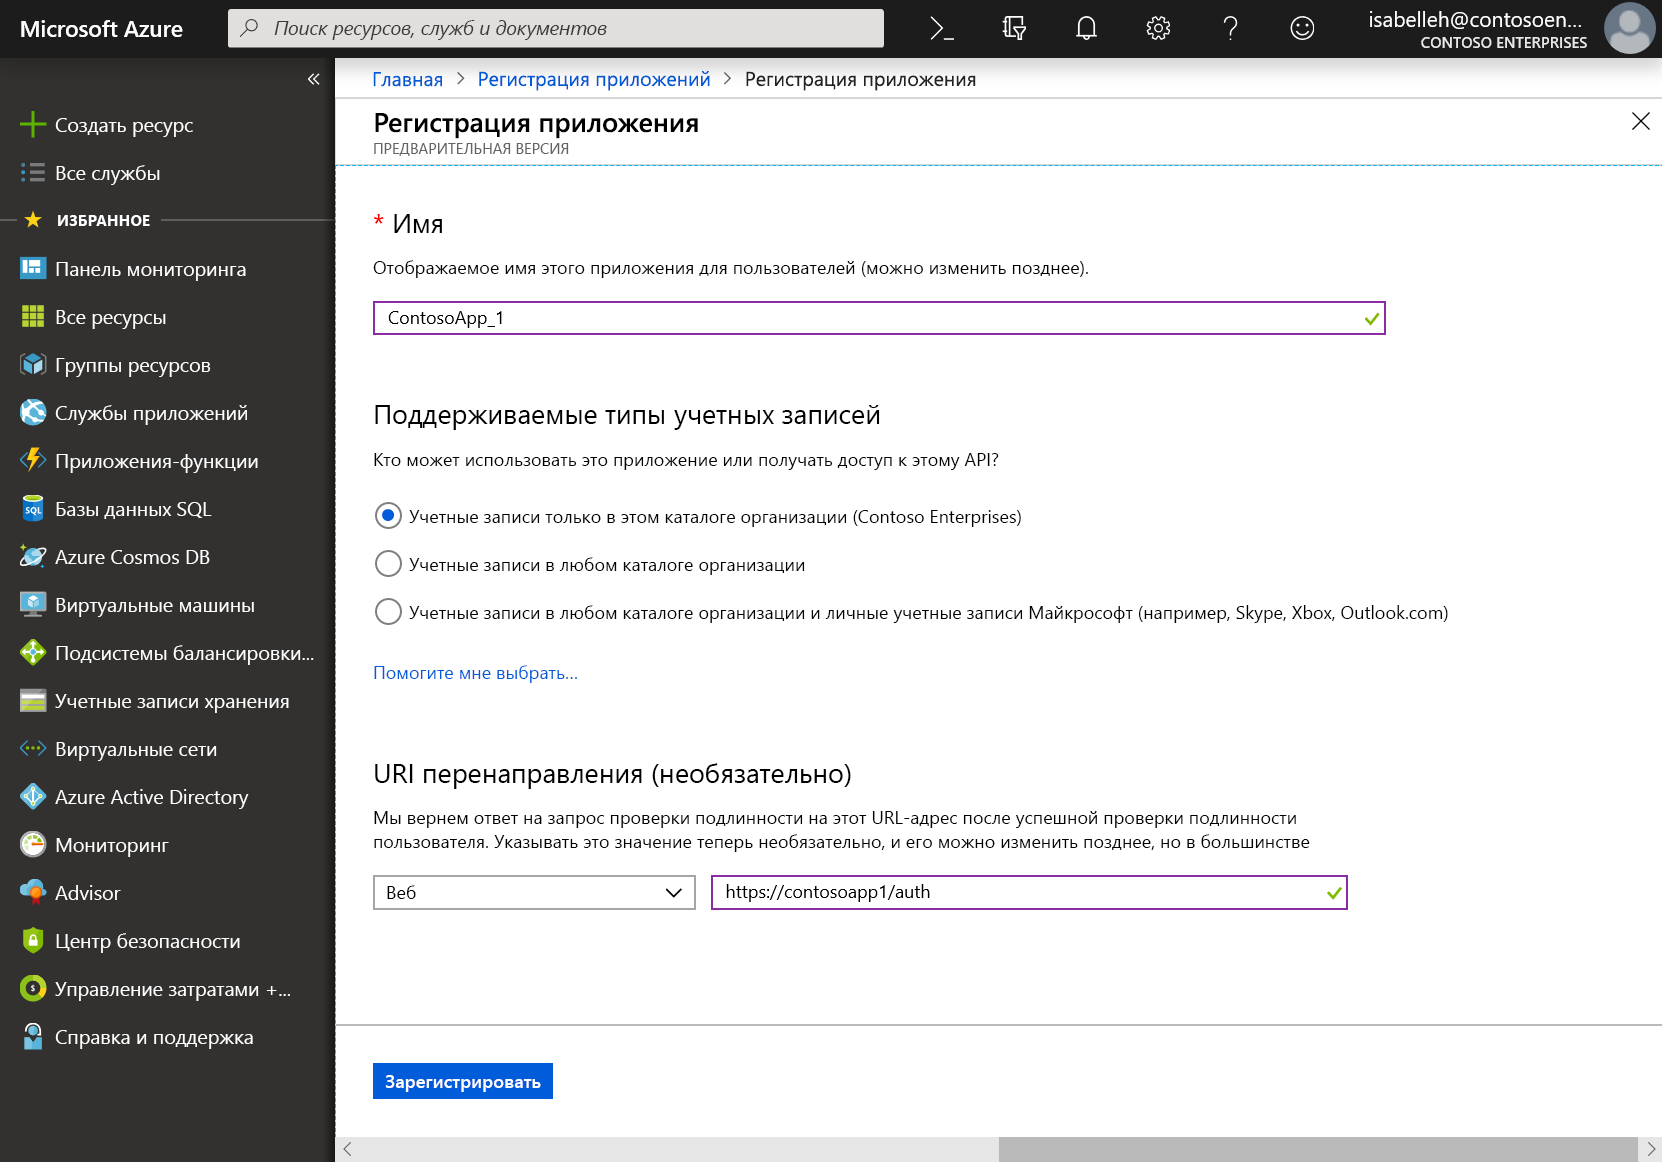 Microsoft Azure
Поиск ресурсов, служб и документов
isabelleh@contosoen...
CONTOSO ENTERPRISES
Создать ресурс
Все службы
ИЗБРАННОЕ
Панель мониторинга
Все ресурсы
Группы ресурсов
Службы приложений
Приложения-функции
SQL
Базы данных SQL
Azure Cosmos DB
Виртуальные машины
Подсистемы балансировки...
Учетные записи хранения
Виртуальные сети
Azure Active Directory
Мониторинг
Advisor
Центр безопасности
Управление затратами +...
Справка и поддержка
Главная > Регистрация приложений > Регистрация приложения
Регистрация приложения
ПРЕДВАРИТЕЛЬНАЯ ВЕРСИЯ
* Имя
Отображаемое имя этого приложения для пользователей (можно изменить позднее).
ContosoApp_1
Поддерживаемые типы учетных записей
Кто может использовать это приложение или получать доступ к этому API?
Учетные записи только в этом каталоге организации (Contoso Enterprises)
Учетные записи в любом каталоге организации
Учетные записи в любом каталоге организации и личные учетные записи Майкрософт (например, Skype, Xbox, Outlook.com)
Помогите мне выбрать...
URI перенаправления (необязательно)
Мы вернем ответ на запрос проверки подлинности на этот URL-адрес после успешной проверки подлинности
пользователя. Указывать это значение теперь необязательно, и его можно изменить позднее, но в большинстве
Веб
https://contosoapp1/auth
Зарегистрировать